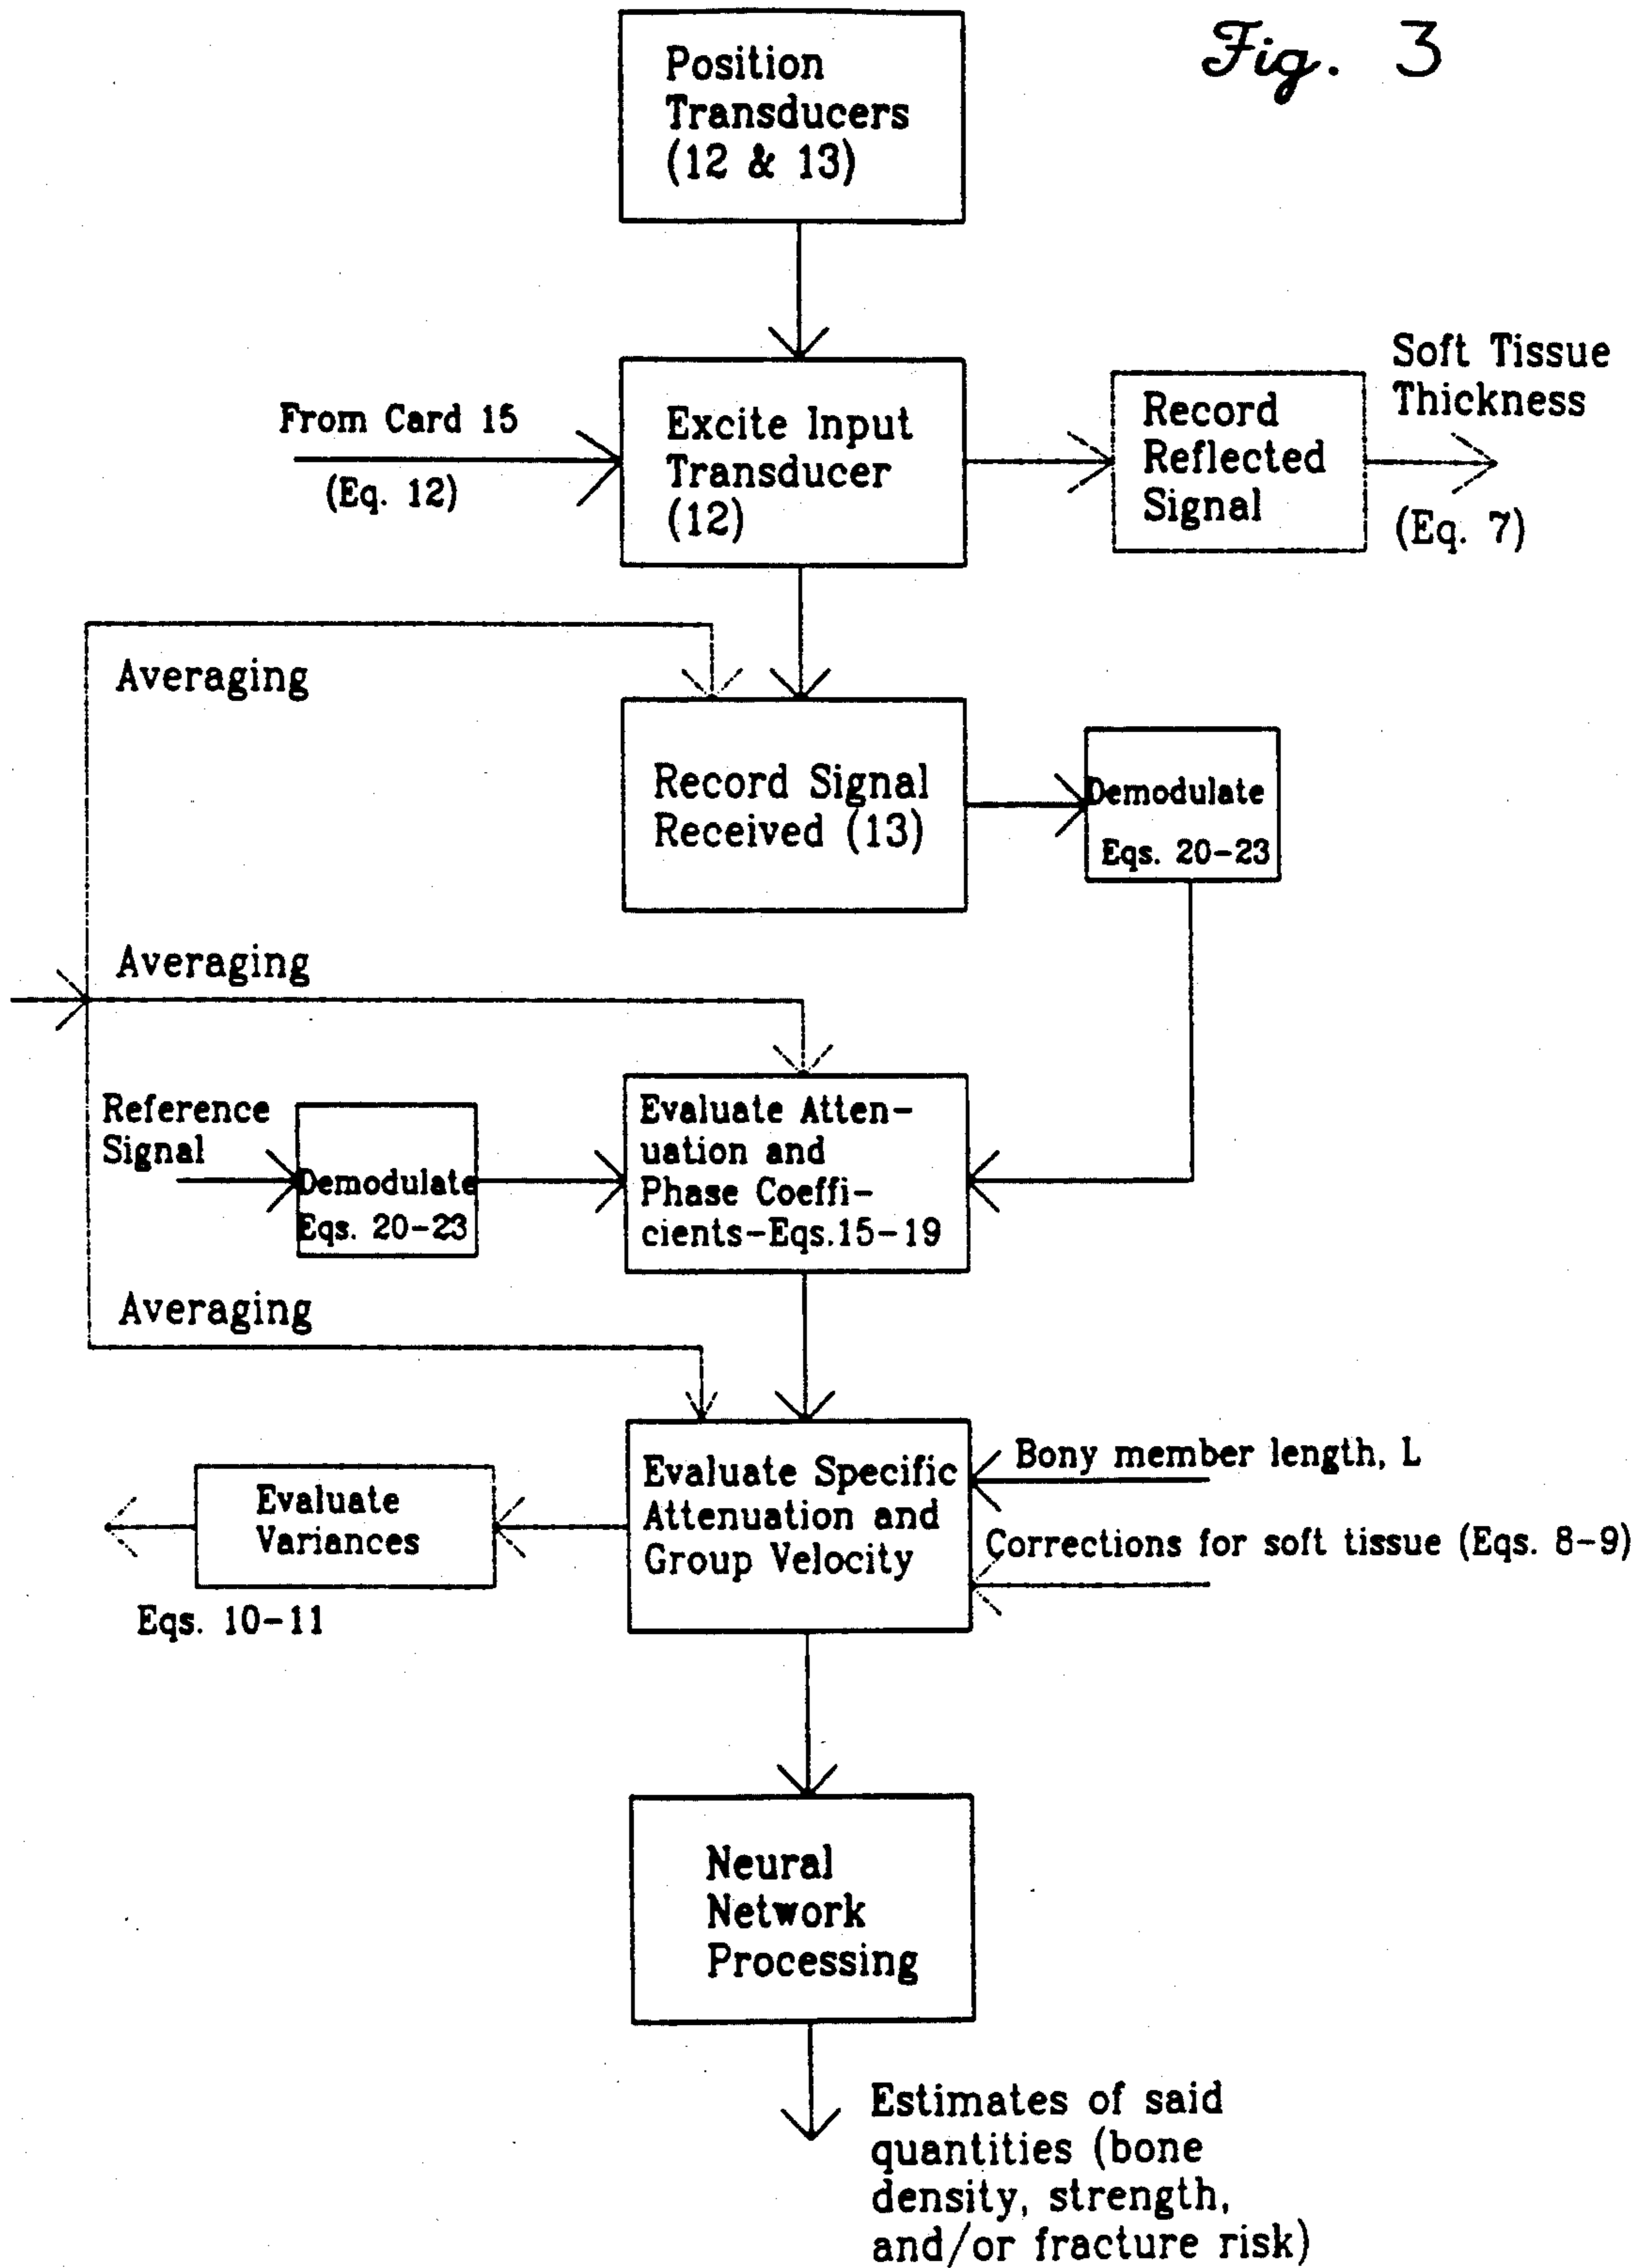 Fig. 3
Position
Transducers
(12 & 13)
From Card 15
(Eq. 12)
Excite Input
Transducer
(12)
Record
Reflected
Signal
Soft Tissue
Thickness
(Eq. 7)
Averaging
Record Signal
Received (13)
Demodulate
Eqs. 20-23
Averaging
Reference
Signal
Demodulate
Eqs. 20-23
Evaluate Atten-
uation and
Phase Coeffi-
cients-Eqs.15-19
Averaging
Evaluate
Variances
Eqs. 10-11
Evaluate Specific
Attenuation and
Group Velocity
Bony member length, L
Corrections for soft tissue (Eqs. 8-9)
Neural
Network
Processing
Estimates of said
quantities (bone
density, strength,
and/or fracture risk)